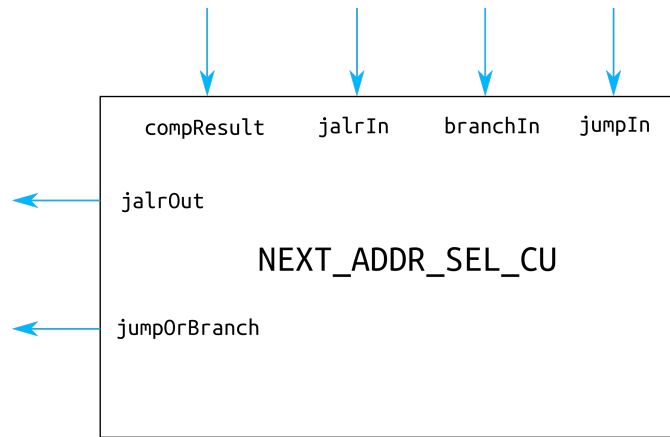 compResult jalrIn branchIn jumpIn
jalrOut
NEXT_ADDR_SEL_CU
jumpOrBranch